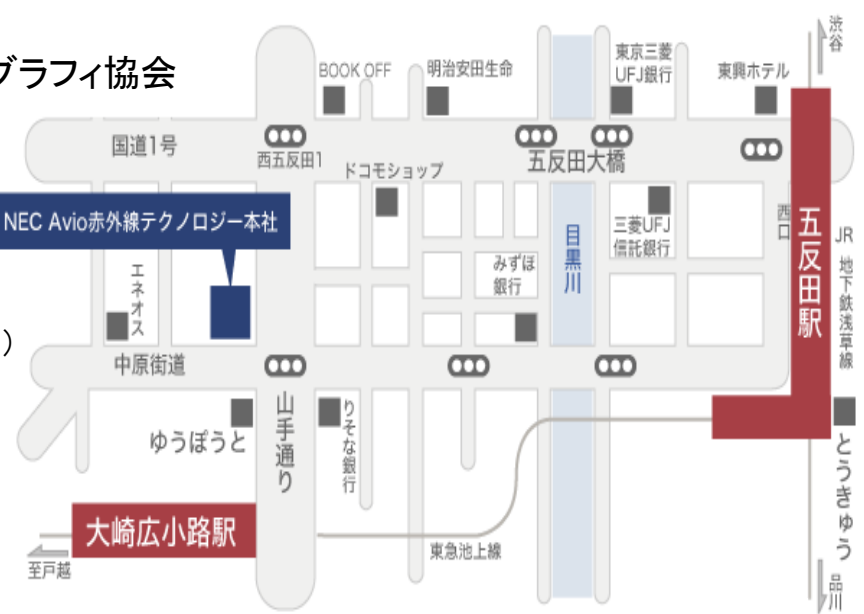 グラフィ協会
渋谷
BOOK OFF
明治安田生命
東京三菱
UFJ銀行
東興ホテル
国道1号
西五反田1
ドコモショップ
五反田大橋
NEC Avio赤外線テクノロジー本社
三菱UFJ
信託銀行
西口
五反田駅
JR
地下鉄浅草線
目黒川
みずほ
銀行
エネオス
)
中原街道
山手通り
りそな銀行
ゆうぽうと
とうきゅう
大崎広小路駅
東急池上線
至戸越
品川